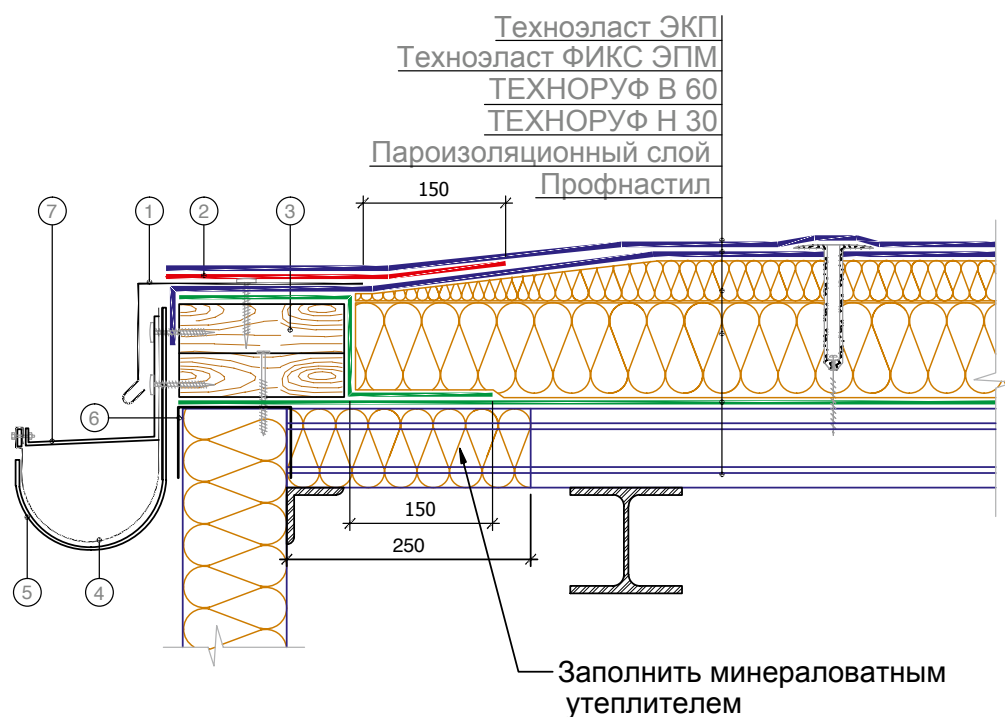 Техноэласт ЭКП
Техноэласт ФИКС ЭПМ
ТЕХНОРУФ В 60
ТЕХНОРУФ Н 30
Пароизоляционный слой
Профнастил
150
7
1
2
3
6
150
250
5
4
Заполнить минераловатным
утеплителем